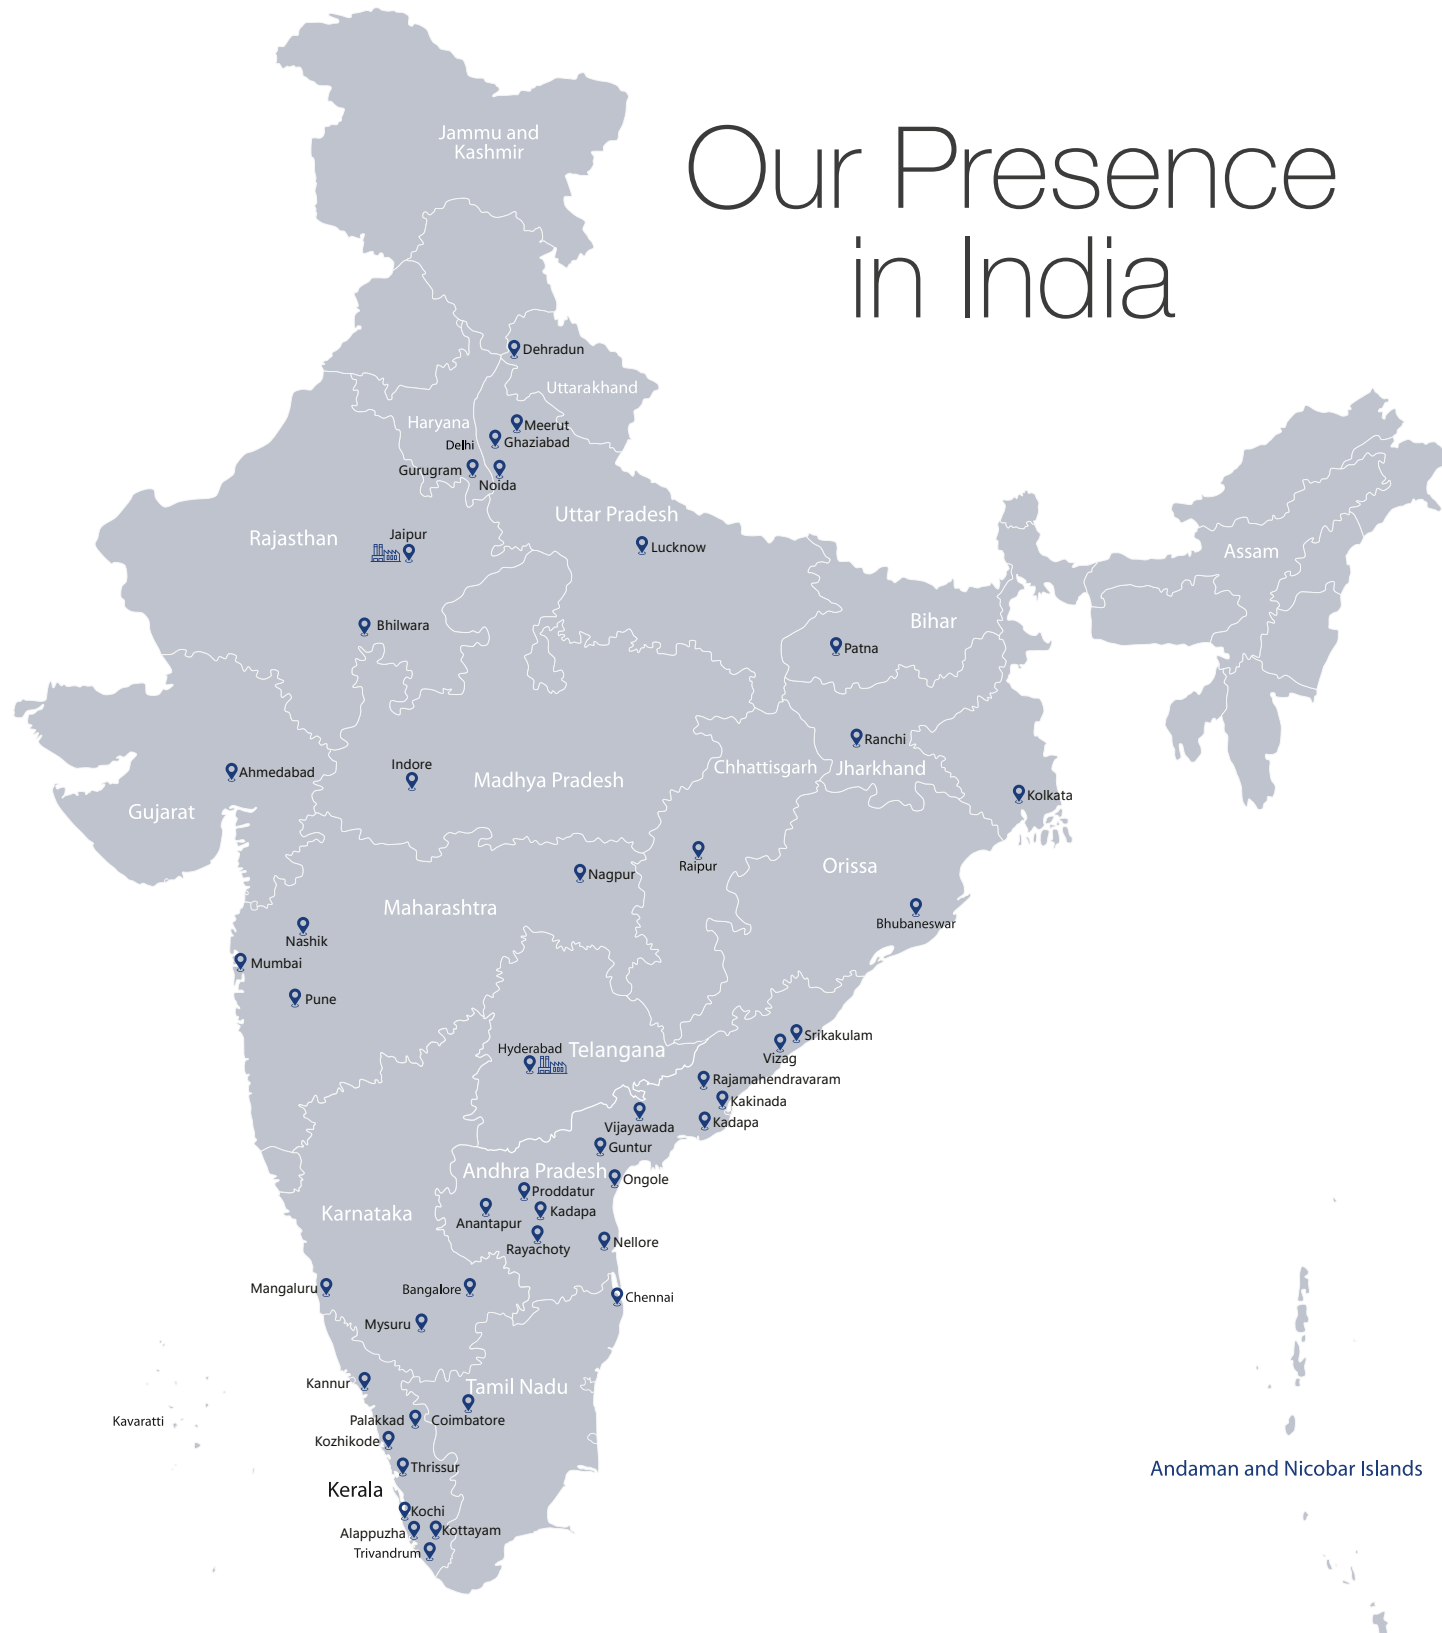 Our Presence
in India
Jammu and
Kashmir
Dehradun
Uttarakhand
Haryana
Meerut
Delhi
Ghaziabad
Gurugram
Noida
Uttar Pradesh
Rajasthan
Jaipur
Lucknow
Assam
Bhilwara
Bihar
Patna
Ranchi
Ahmedabad
Indore
Madhya Pradesh
Chhattisgarh
Jharkhand
Kolkata
Gujarat
Raipur
Orissa
Nagpur
Maharashtra
Bhubaneswar
Nashik
Mumbai
Pune
Srikakulam
Hyderabad
Telangana
Vizag
Rajamahendravaram
Kakinada
Vijayawada
Kadapa
Guntur
Andhra Pradesh
Ongole
Proddatur
Karnataka
Anantapur
Kadapa
Rayachoty
Nellore
Mangaluru
Bangalore
Chennai
Mysuru
Kannur
Tamil Nadu
Kavaratti
Palakkad
Coimbatore
Kozhikode
Thrissur
Andaman and Nicobar Islands
Kerala
Kochi
Alappuzha
Kottayam
Trivandrum